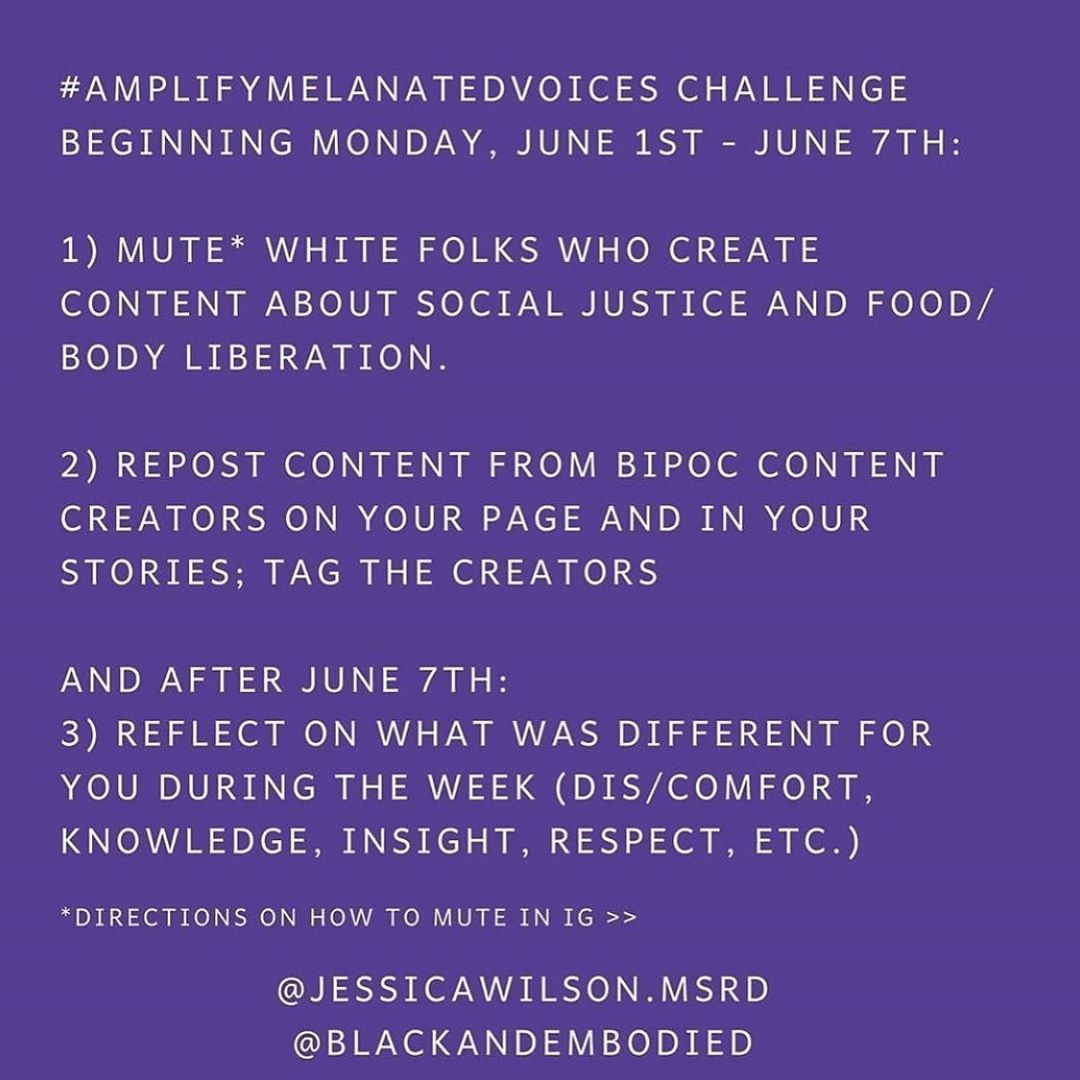 #AMPLIFYMELANATEDVOICES CHALLENGE
BEGINNING MONDAY, JUNE 1ST - JUNE 7TH:
1) MUTE* WHITE FOLKS WHO CREATE
CONTENT ABOUT SOCIAL JUSTICE AND FOOD/
BODY LIBERATION.
2) REPOST CONTENT FROM BIPOC CONTENT
CREATORS ON YOUR PAGE AND IN YOUR
STORIES; TAG THE CREATORS
AND AFTER JUNE 7TH:
3) REFLECT ON WHAT WAS DIFFERENT FOR
YOU DURING THE WEEK (DIS/COMFORT,
KNOWLEDGE, INSIGHT, RESPECT, ETC.)
*DIRECTIONS ON HOW TO MUTE IN IG >>
@JESSICAWILSON.MSRD
@BLACKANDEMBODIED